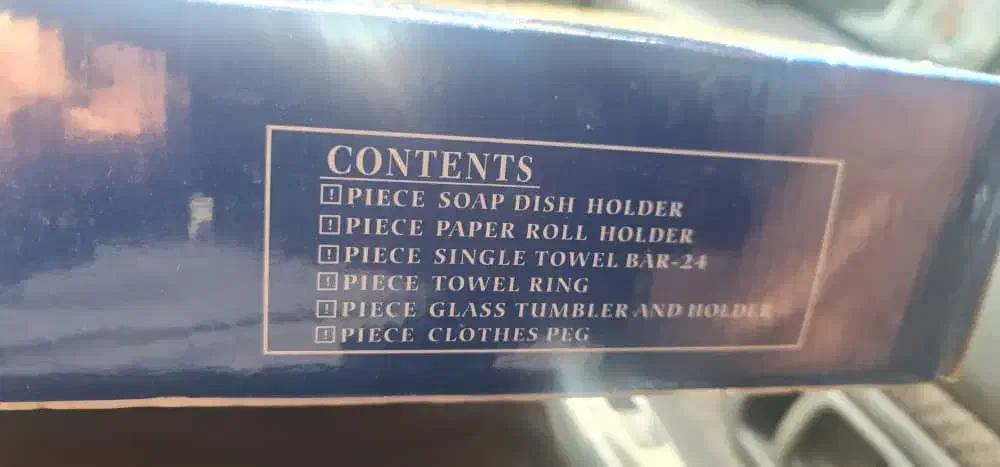 CONTENTS
! PIECE SOAP DISH HOLDER
! PIECE PAPER ROLL HOLDER
! PIECE SINGLE TOWEL BAR-24
! PIECE TOWEL RING
! PIECE GLASS TUMBLER AND HOLDER
! PIECE CLOTHES PEG